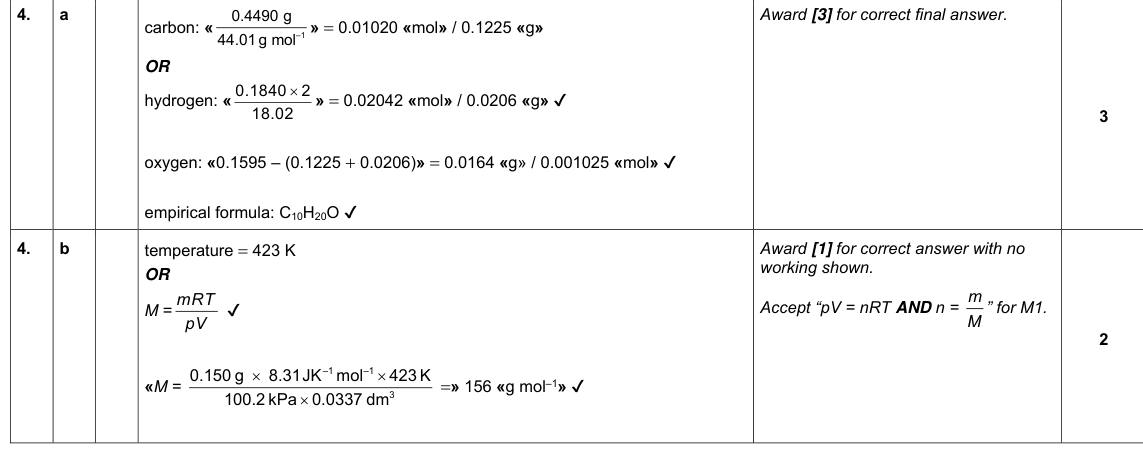 4. a
carbon: «0.4490 g / 44.01 g mol⁻¹» = 0.01020 «mol» / 0.1225 «g»
OR
hydrogen: «0.1840 × 2 / 18.02» = 0.02042 «mol» / 0.0206 «g» ✓
oxygen: «0.1595 – (0.1225 + 0.0206)» = 0.0164 «g» / 0.001025 «mol» ✓
empirical formula: C₁₀H₂₀O ✓
Award [3] for correct final answer.
3
4. b
temperature = 423 K
OR
M = mRT / pV ✓
«M = 0.150 g × 8.31 JK⁻¹ mol⁻¹ × 423 K / 100.2 kPa × 0.0337 dm³ =» 156 «g mol⁻¹» ✓
Award [1] for correct answer with no
working shown.
Accept “pV = nRT AND n = m / M” for M1.
2